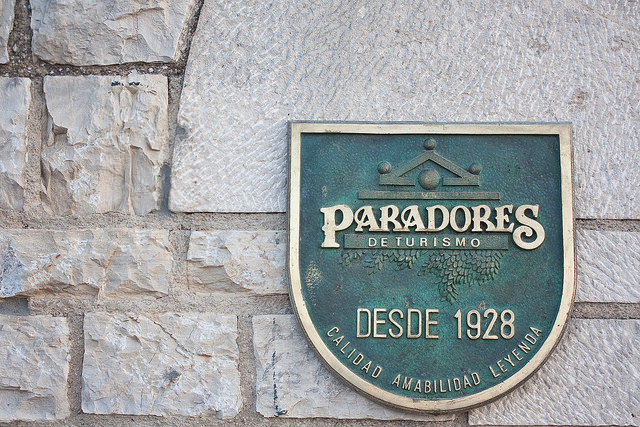 PARADORES
DE TURISMO
DESDE 1928
CALIDAD AMABILIDAD LEYENDA